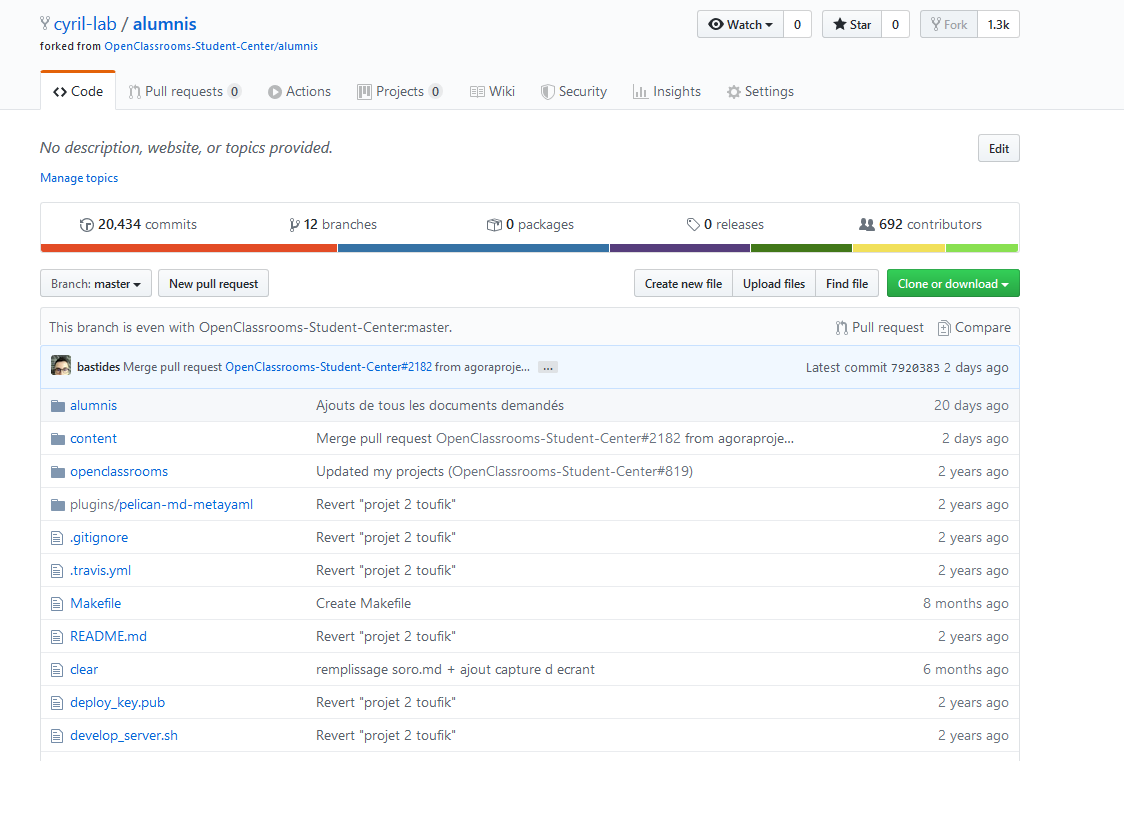 cyril-lab / alumnis
Watch 0 Star 0 Fork 1.3k
forked from OpenClassrooms-Student-Center/alumnis
Code Pull requests 0 Actions Projects 0 Wiki Security Insights Settings
No description, website, or topics provided. Edit
Manage topics
20,434 commits 12 branches 0 packages 0 releases 692 contributors
Branch: master New pull request Create new file Upload files Find file Clone or download
This branch is even with OpenClassrooms-Student-Center:master. Pull request Compare
bastides Merge pull request OpenClassrooms-Student-Center#2182 from agoraproje... ... Latest commit 7920383 2 days ago
alumnis Ajouts de tous les documents demandés 20 days ago
content Merge pull request OpenClassrooms-Student-Center#2182 from agoraproje... 2 days ago
openclassrooms Updated my projects (OpenClassrooms-Student-Center#819) 2 years ago
plugins/pelican-md-metayaml Revert "projet 2 toufik" 2 years ago
.gitignore Revert "projet 2 toufik" 2 years ago
.travis.yml Revert "projet 2 toufik" 2 years ago
Makefile Create Makefile 8 months ago
README.md Revert "projet 2 toufik" 2 years ago
clear remplissage soro.md + ajout capture d ecrant 6 months ago
deploy_key.pub Revert "projet 2 toufik" 2 years ago
develop_server.sh Revert "projet 2 toufik" 2 years ago